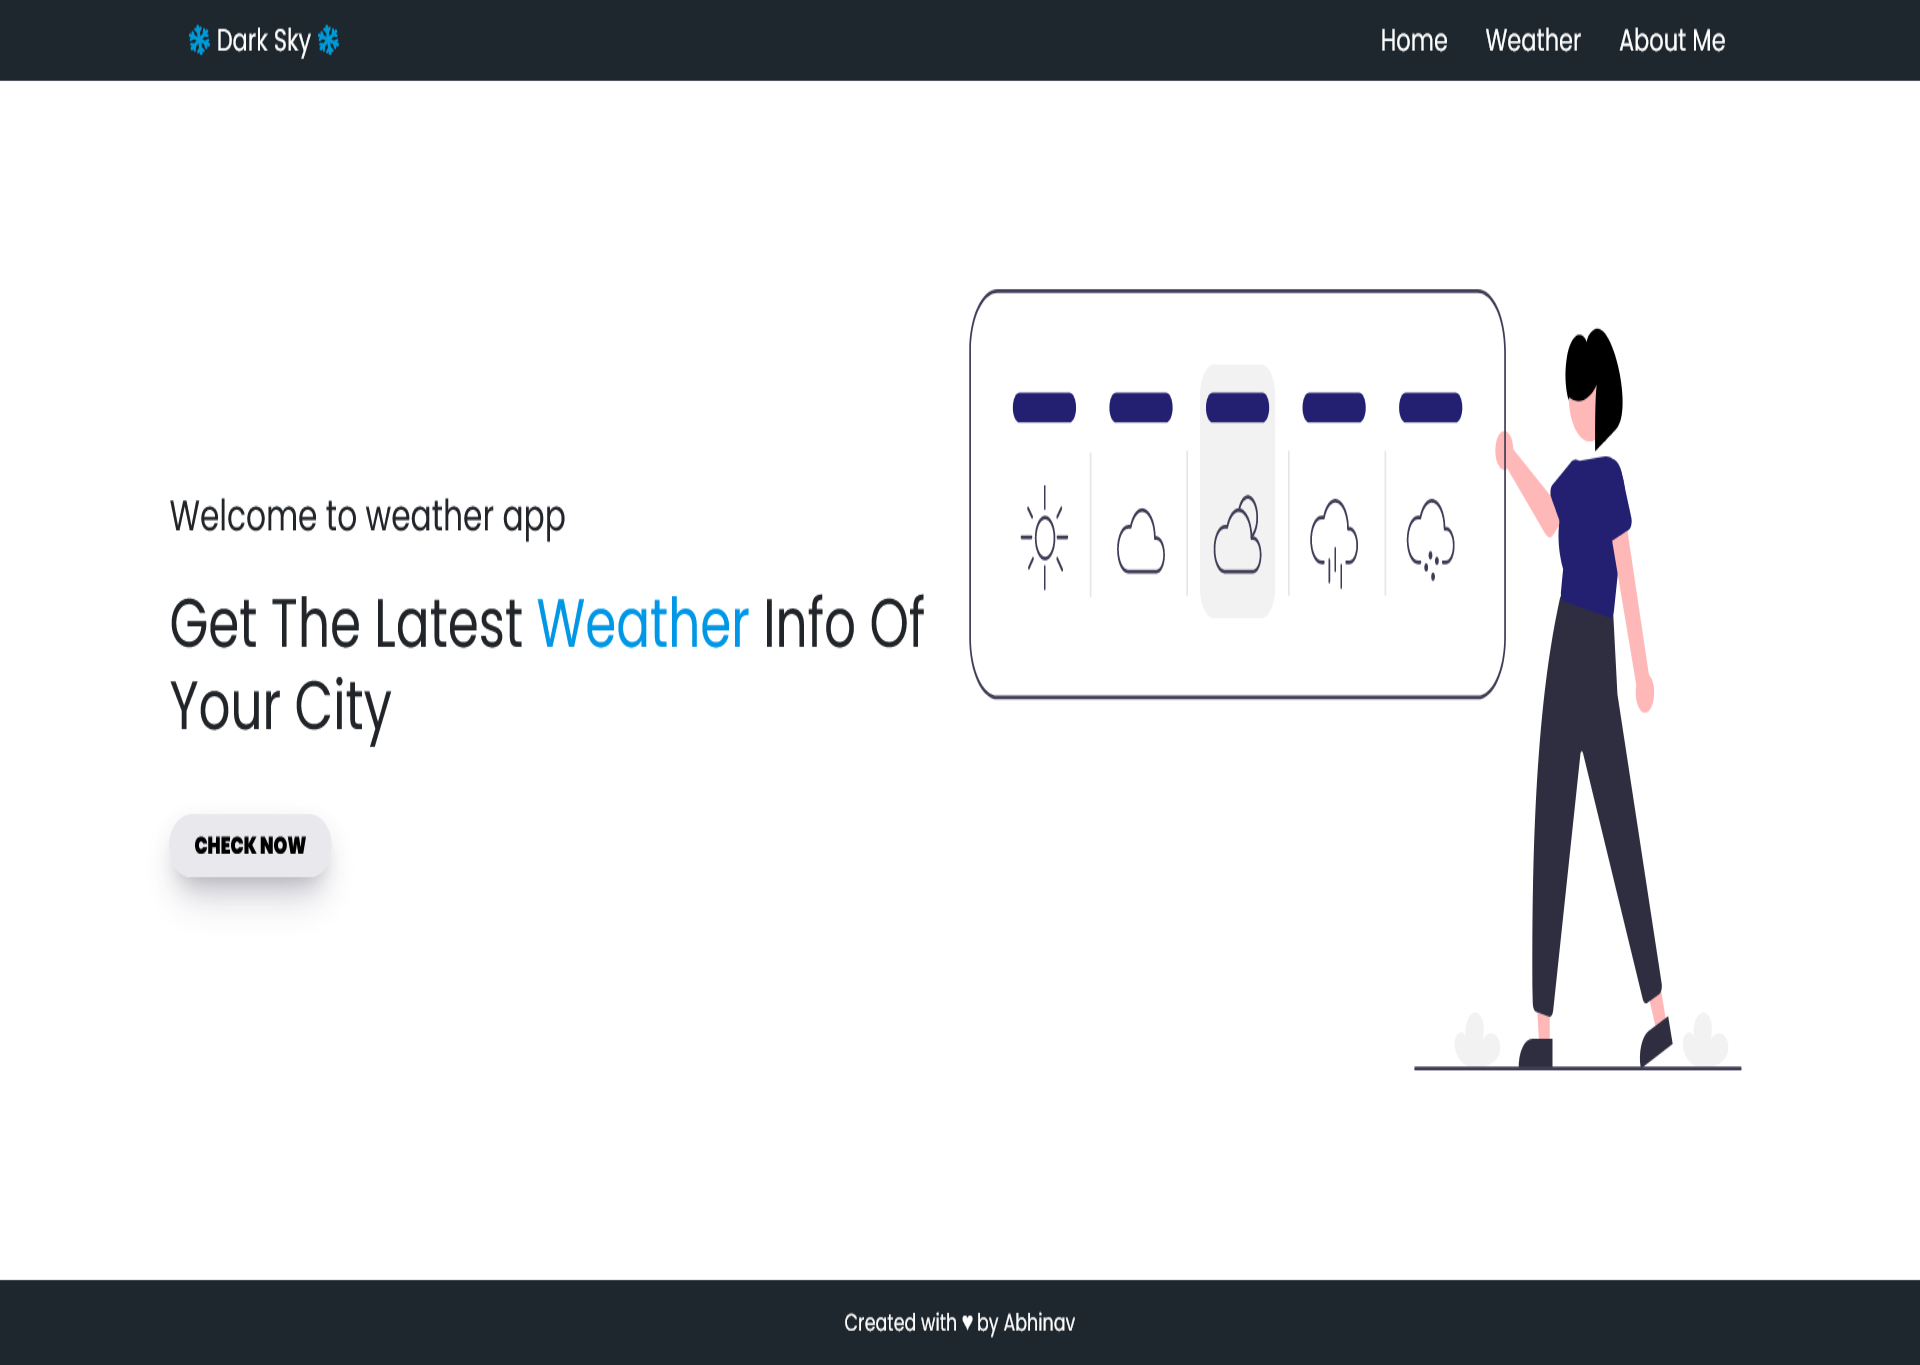 ❄ Dark Sky ❄
Home Weather About Me
Welcome to weather app
Get The Latest Weather Info Of
Your City
CHECK NOW
Created with ♥ by Abhinav